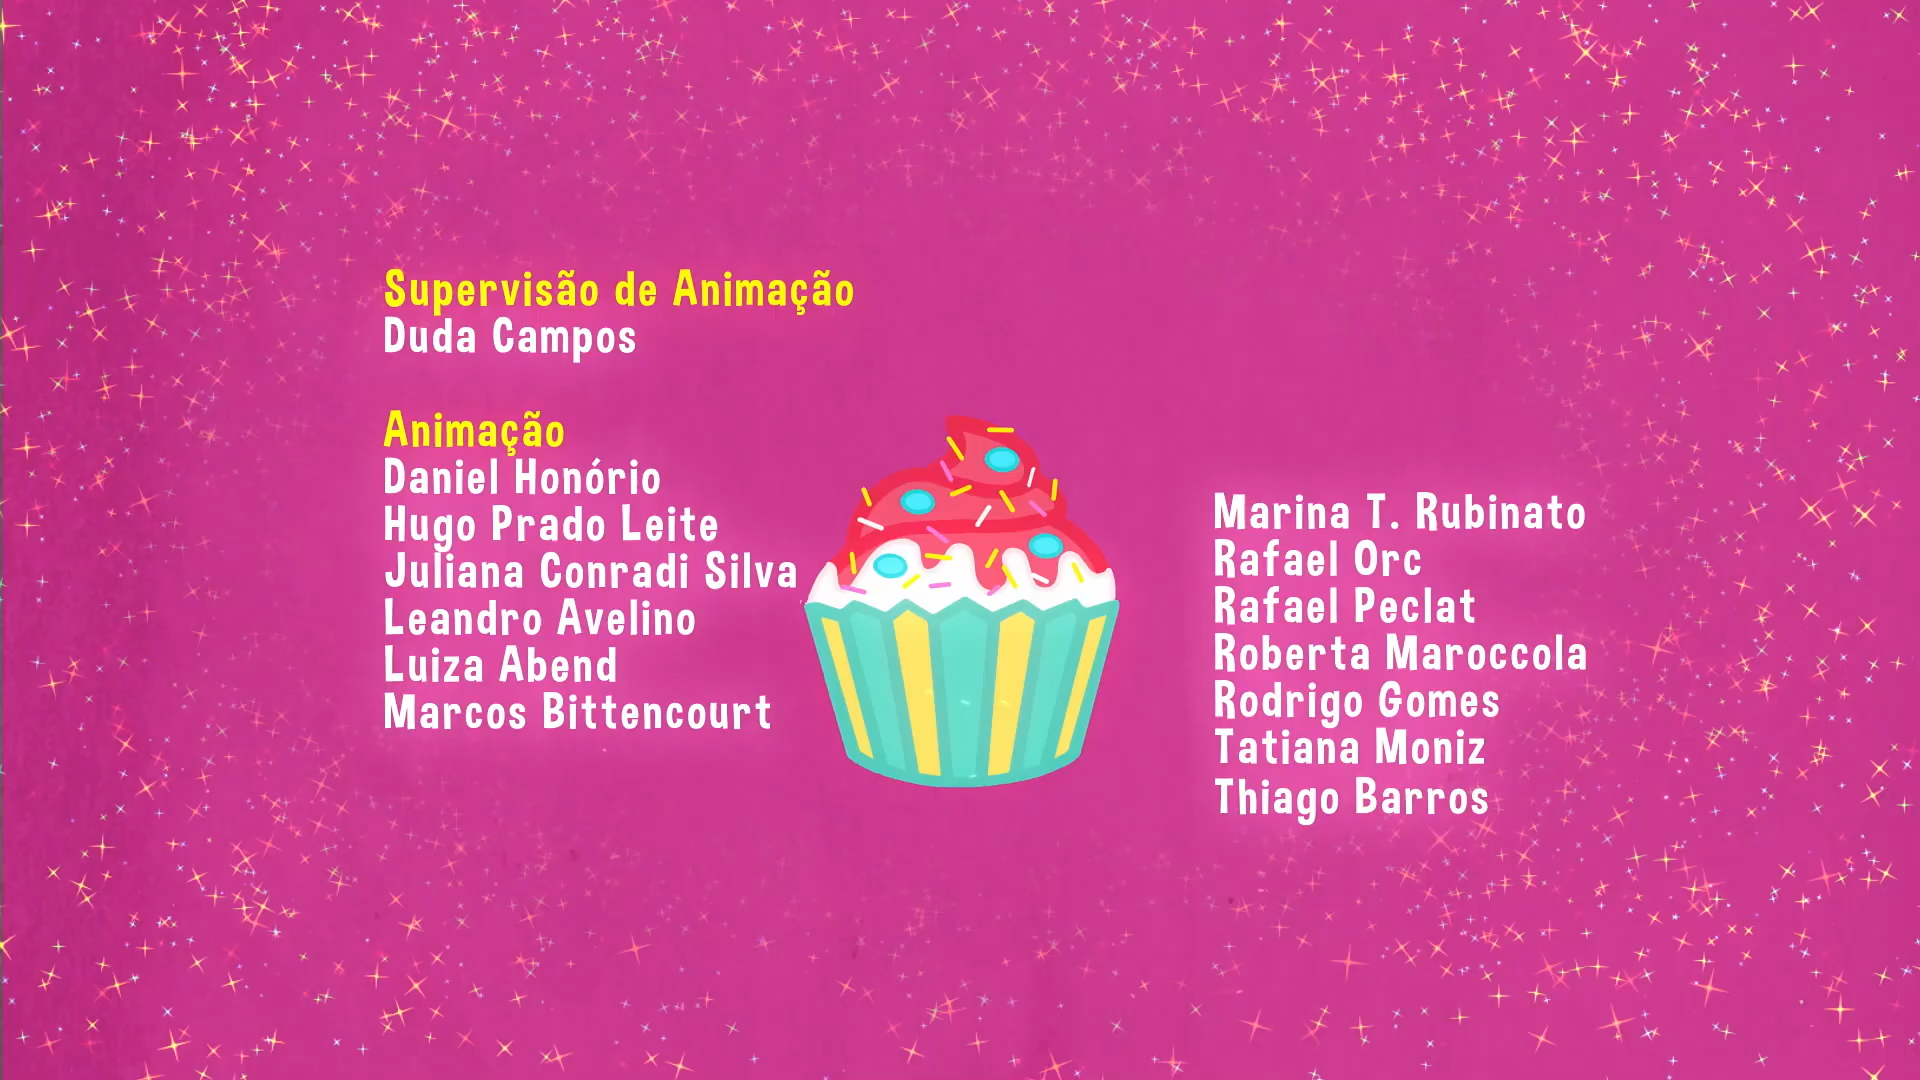 Supervisão de Animação
Duda Campos
Animação
Daniel Honório
Hugo Prado Leite
Juliana Conradi Silva
Leandro Avelino
Luiza Abend
Marcos Bittencourt
Marina T. Rubinato
Rafael Orc
Rafael Peclat
Roberta Maroccola
Rodrigo Gomes
Tatiana Moniz
Thiago Barros